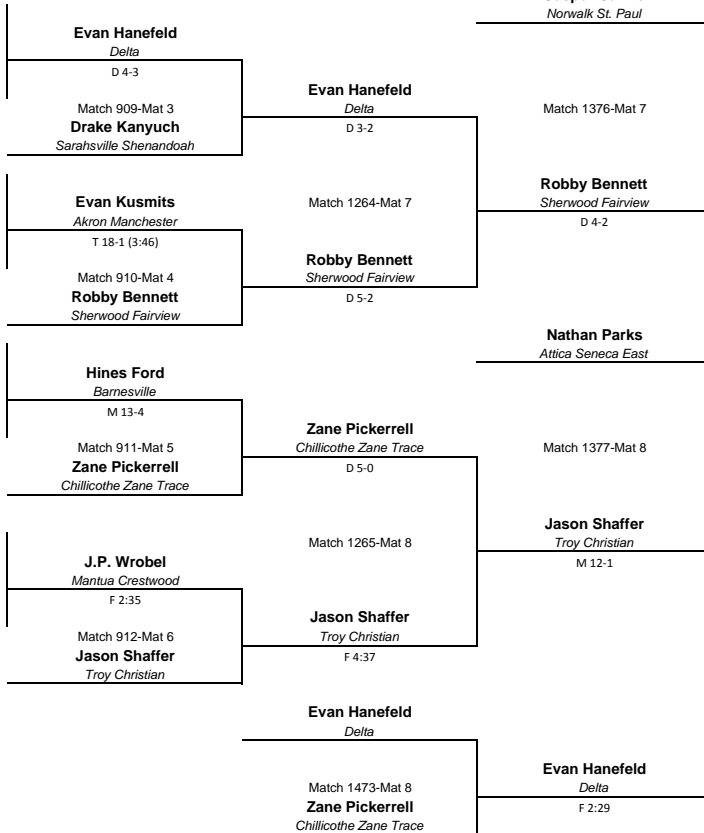 Norwalk St. Paul
Evan Hanefeld
Delta
D 4-3
Match 909-Mat 3
Drake Kanyuch
Sarahsville Shenandoah
Evan Hanefeld
Delta
D 3-2
Match 1376-Mat 7
Evan Kusmits
Akron Manchester
T 18-1 (3:46)
Match 910-Mat 4
Robby Bennett
Sherwood Fairview
Match 1264-Mat 7
Robby Bennett
Sherwood Fairview
D 5-2
Robby Bennett
Sherwood Fairview
D 4-2
Nathan Parks
Attica Seneca East
Hines Ford
Barnesville
M 13-4
Match 911-Mat 5
Zane Pickerrell
Chillicothe Zane Trace
Zane Pickerrell
Chillicothe Zane Trace
D 5-0
Match 1377-Mat 8
J.P. Wrobel
Mantua Crestwood
F 2:35
Match 912-Mat 6
Jason Shaffer
Troy Christian
Match 1265-Mat 8
Jason Shaffer
Troy Christian
F 4:37
Jason Shaffer
Troy Christian
M 12-1
Evan Hanefeld
Delta
Match 1473-Mat 8
Zane Pickerrell
Chillicothe Zane Trace
Evan Hanefeld
Delta
F 2:29